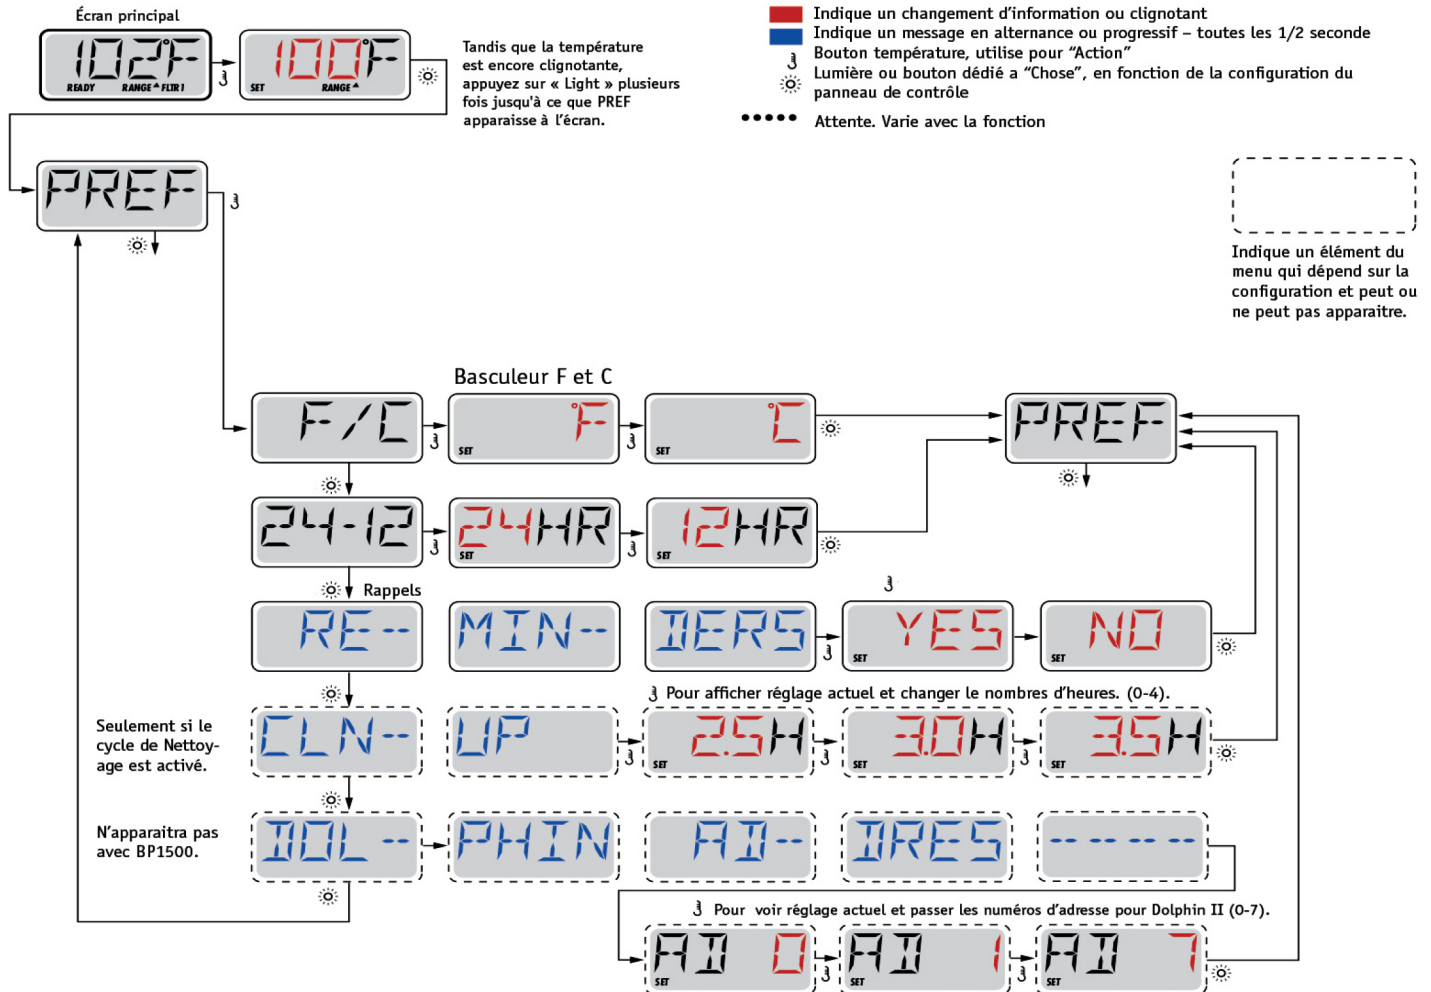 Écran principal
102°F
READY RANGE FLTR1
100°F
SET RANGE
Tandis que la température
est encore clignotante,
appuyez sur « Light » plusieurs
fois jusqu'à ce que PREF
apparaisse à l'écran.
Indique un changement d'information ou clignotant
Indique un message en alternance ou progressif – toutes les 1/2 seconde
Bouton température, utilise pour “Action”
Lumière ou bouton dédié a “Chose”, en fonction de la configuration du
panneau de contrôle
Attente. Varie avec la fonction
PREF
Indique un élément du
menu qui dépend sur la
configuration et peut ou
ne peut pas apparaitre.
Basculeur F et C
F/C
°F
SET
°C
SET
PREF
24-12
24HR
SET
12HR
SET
Rappels
RE--
MIN--
DERS
YES
SET
NO
SET
Pour afficher réglage actuel et changer le nombres d'heures. (0-4).
Seulement si le
cycle de Nettoy-
age est activé.
CLN--
UP
2.5H
SET
3.0H
SET
3.5H
SET
N'apparaitra pas
avec BP1500.
DOL--
PHIN
AD--
DRES
-----
Pour voir réglage actuel et passer les numéros d'adresse pour Dolphin II (0-7).
AD 0
SET
AD 1
SET
AD 7
SET